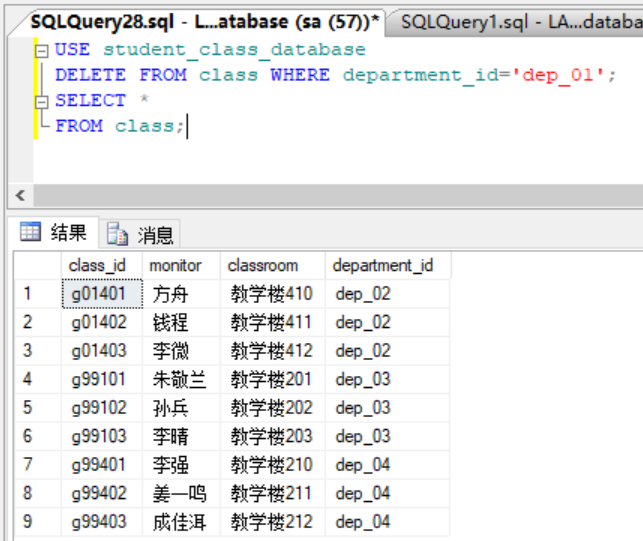 SQLQuery28.sql - L...atabase (sa (57))* SQLQuery1.sql - LA...databa
USE student_class_database
DELETE FROM class WHERE department_id='dep_01';
SELECT *
FROM class;
结果 消息
class_id monitor classroom department_id
1 g01401 方舟 教学楼410 dep_02
2 g01402 钱程 教学楼411 dep_02
3 g01403 李微 教学楼412 dep_02
4 g99101 朱敬兰 教学楼201 dep_03
5 g99102 孙兵 教学楼202 dep_03
6 g99103 李晴 教学楼203 dep_03
7 g99401 李强 教学楼210 dep_04
8 g99402 姜一鸣 教学楼211 dep_04
9 g99403 成佳洱 教学楼212 dep_04